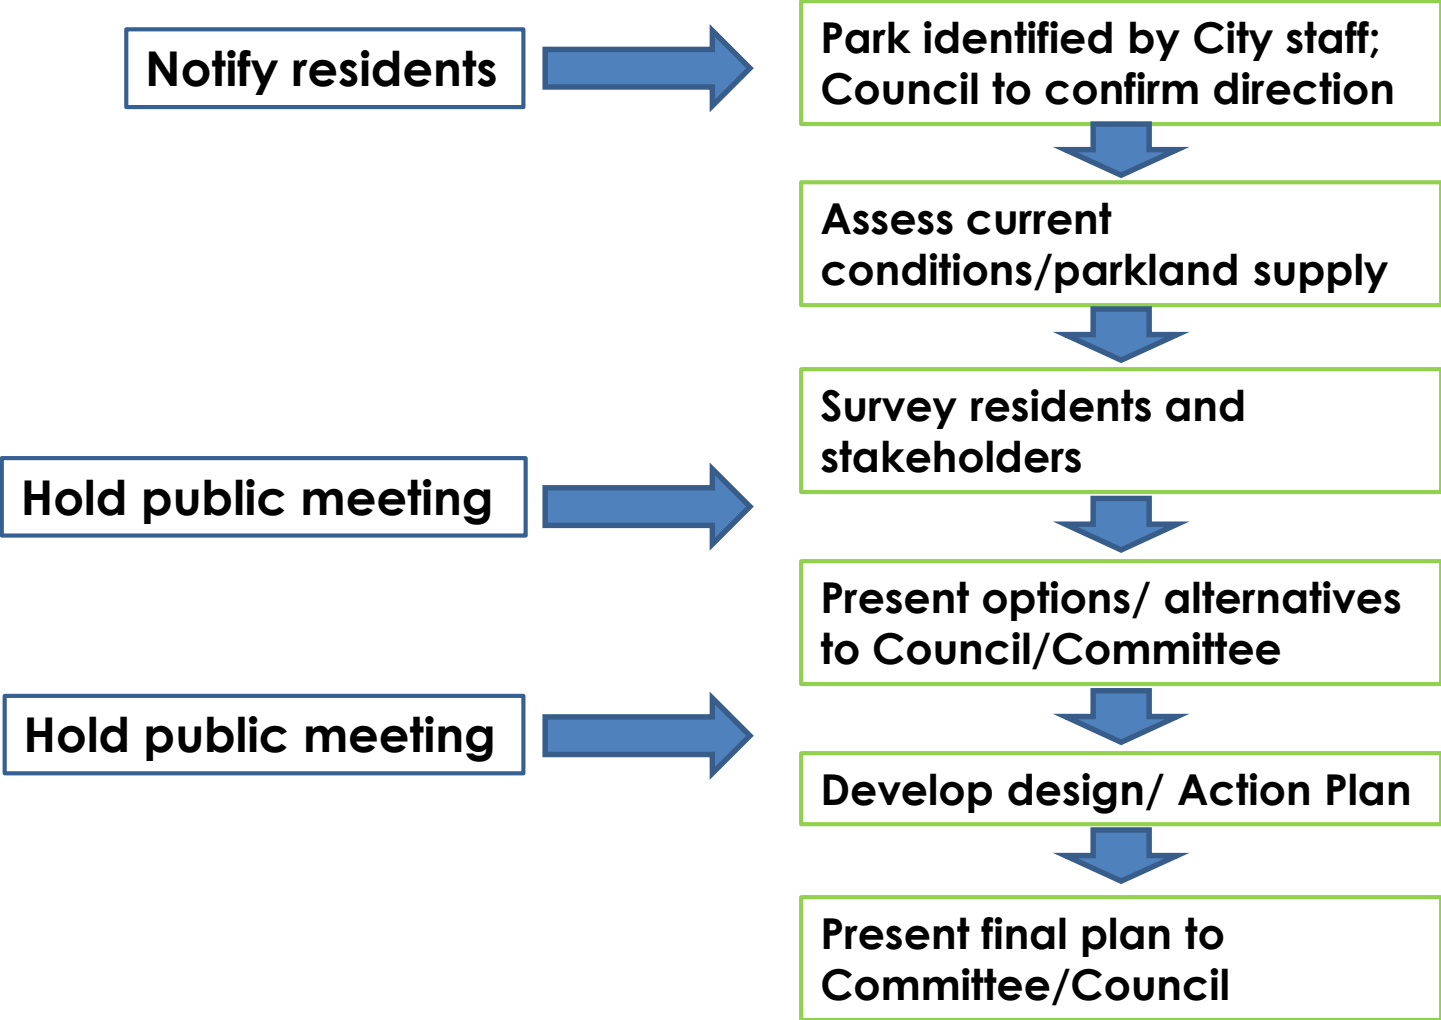 Notify residents
Park identified by City staff;
Council to confirm direction
Assess current
conditions/parkland supply
Survey residents and
stakeholders
Hold public meeting
Present options/ alternatives
to Council/Committee
Hold public meeting
Develop design/ Action Plan
Present final plan to
Committee/Council